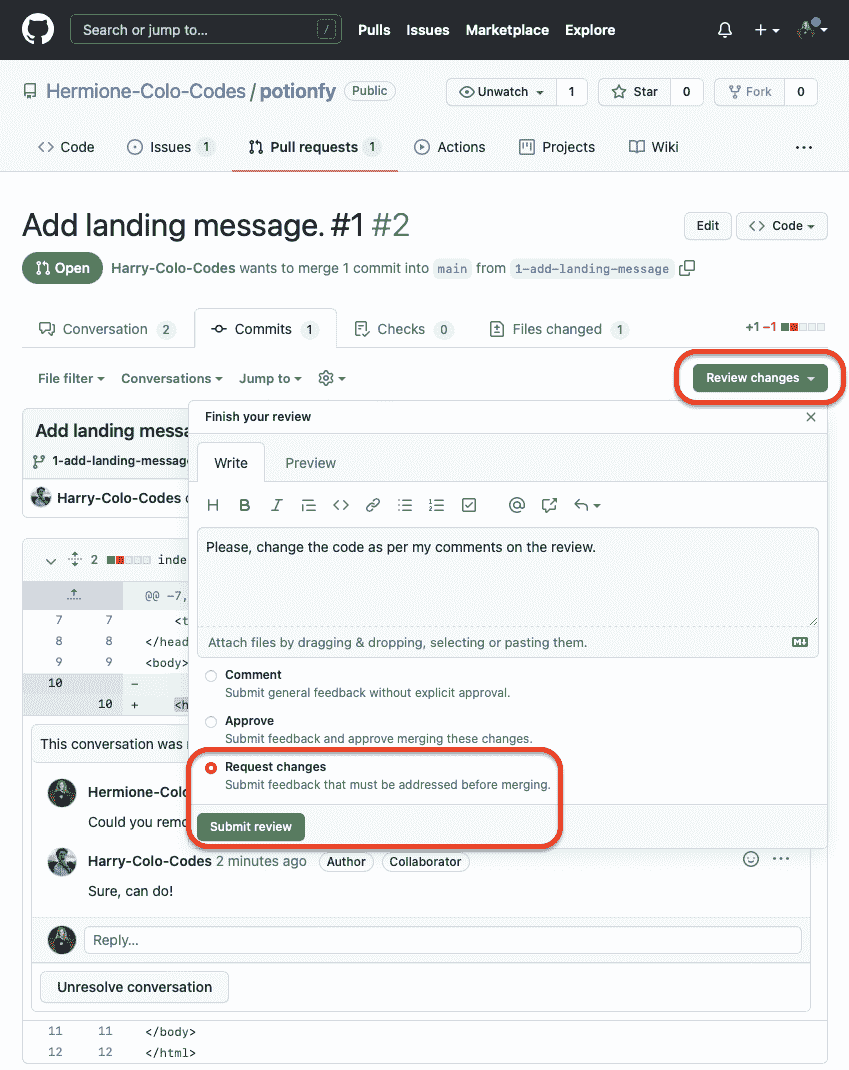 Search or jump to... / Pulls Issues Marketplace Explore
Hermione-Colo-Codes / potionfy Public Unwatch 1 Star 0 Fork 0
Code Issues 1 Pull requests 1 Actions Projects Wiki ...
Add landing message. #1 #2 Edit <> Code
Open Harry-Colo-Codes wants to merge 1 commit into main from 1-add-landing-message
Conversation 2 Commits 1 Checks 0 Files changed 1 +1 −1
File filter Conversations Jump to Review changes
Finish your review
Add landing messa
Write Preview
1-add-landing-message
Harry-Colo-Codes
H B I
Please, change the code as per my comments on the review.
2 inde
@@ -7,
7 7 <t
8 8 </head
Attach files by dragging & dropping, selecting or pasting them.
9 9 <body>
10 −
Comment
Submit general feedback without explicit approval.
10 + <h
Approve
Submit feedback and approve merging these changes.
This conversation was
Request changes
Submit feedback that must be addressed before merging.
Hermione-Colo
Could you remo
Submit review
Harry-Colo-Codes 2 minutes ago Author Collaborator ...
Sure, can do!
Reply...
Unresolve conversation
11 11 </body>
12 12 </html>